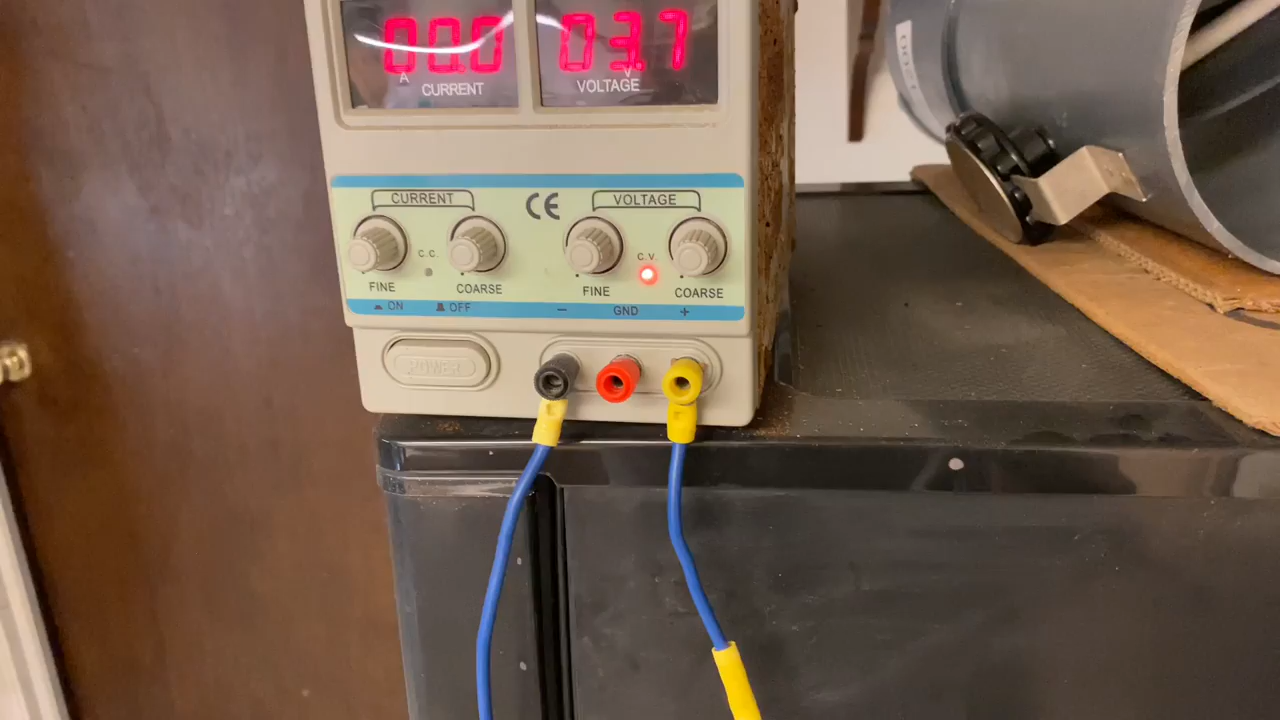 00.0 03.7
A V
CURRENT VOLTAGE
CURRENT CE VOLTAGE
C.C. C.V.
FINE COARSE FINE COARSE
ON OFF − GND +
POWER